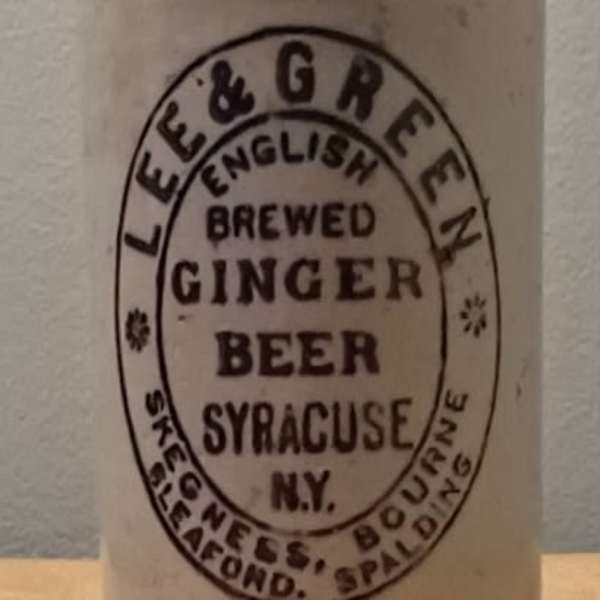 LEE & GREEN
ENGLISH
BREWED
GINGER
BEER
SYRACUSE
N.Y.
SKEGNESS, BOURNE
SLEAFORD. SPALDING